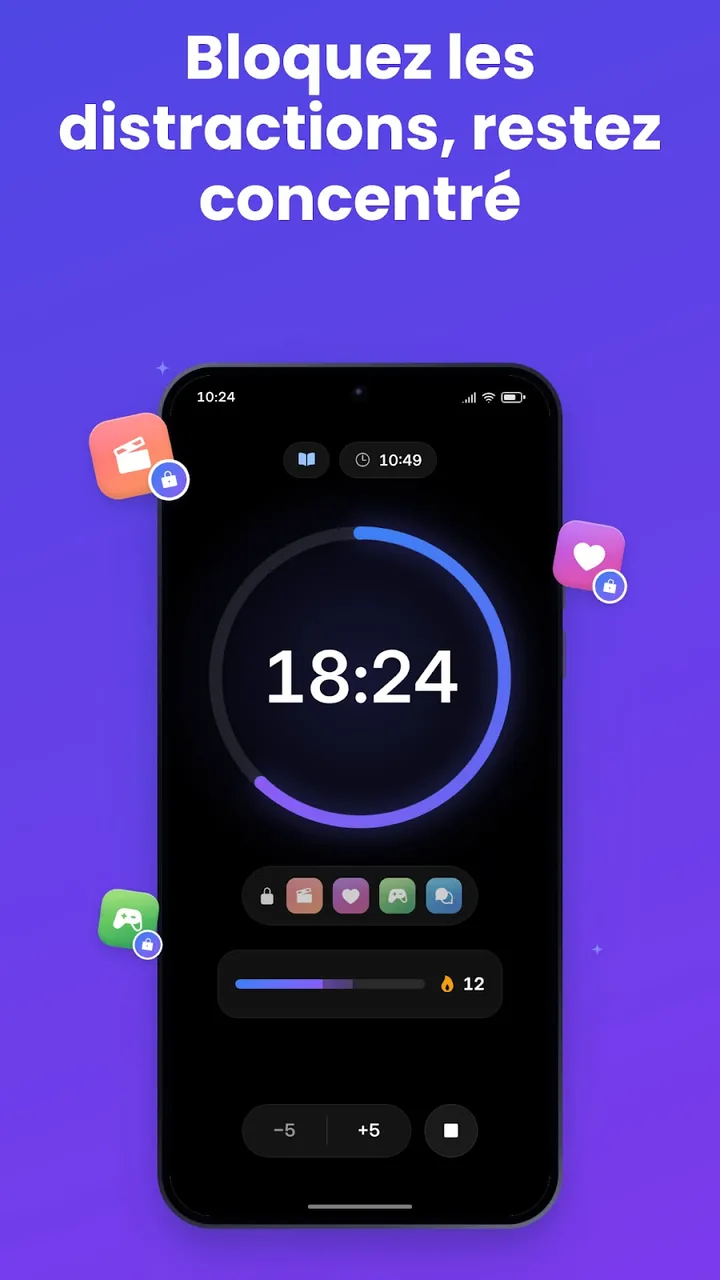 Bloquez les
distractions, restez
concentré
10:24
10:49
18:24
12
−5 +5